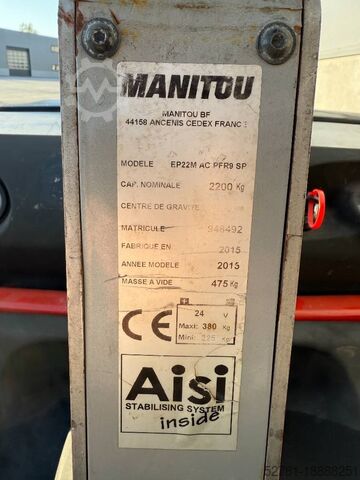 MANITOU
MANITOU BF
44158 ANCENIS CEDEX FRANCE
MODELE EP22M AC PFR9 SP
CAP. NOMINALE 2200 Kg
CENTRE DE GRAVITE
MATRICULE 948492
FABRIQUE EN 2015
ANNEE MODELE 2015
MASSE A VIDE 475 Kg
CE
24 V
Maxi: 380 Kg
Mini: Kg
Aisi
STABILISING SYSTEM
inside